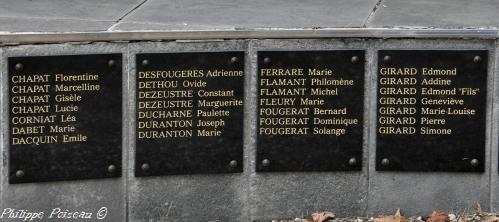 CHAPAT Florentine
CHAPAT Marcelline
CHAPAT Gisèle
CHAPAT Lucie
CORNIAT Léa
DABET Marie
DACQUIN Emile
DESFOUGERES Adrienne
DETHOU Ovide
DEZEUSTRE Constant
DEZEUSTRE Marguerite
DUCHARNE Paulette
DURANTON Joseph
DURANTON Marie
FERRARE Marie
FLAMANT Philomène
FLAMANT Michel
FLEURY Marie
FOUGERAT Bernard
FOUGERAT Dominique
FOUGERAT Solange
GIRARD Edmond
GIRARD Addine
GIRARD Edmond "Fils"
GIRARD Geneviève
GIRARD Marie-Louise
GIRARD Pierre
GIRARD Simone
Philippe Poiseau ©